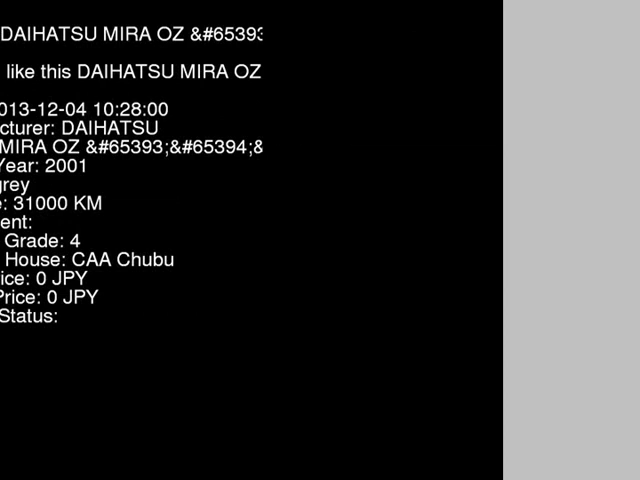 DAIHATSU MIRA OZ &#65393
like this DAIHATSU MIRA OZ
013-12-04 10:28:00
cturer: DAIHATSU
MIRA OZ &#65393;&#65394;&
Year: 2001
grey
e: 31000 KM
ent:
Grade: 4
House: CAA Chubu
ice: 0 JPY
Price: 0 JPY
Status: